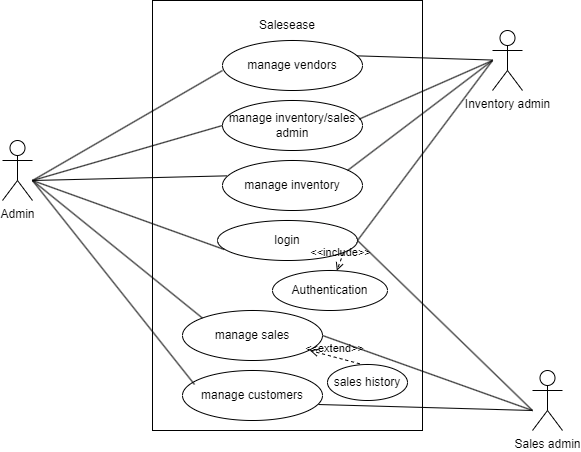 Salesease
manage vendors
Inventory admin
manage inventory/sales
admin
manage inventory
Admin
login
<<include>>
Authentication
manage sales
<<extend>>
sales history
manage customers
Sales admin